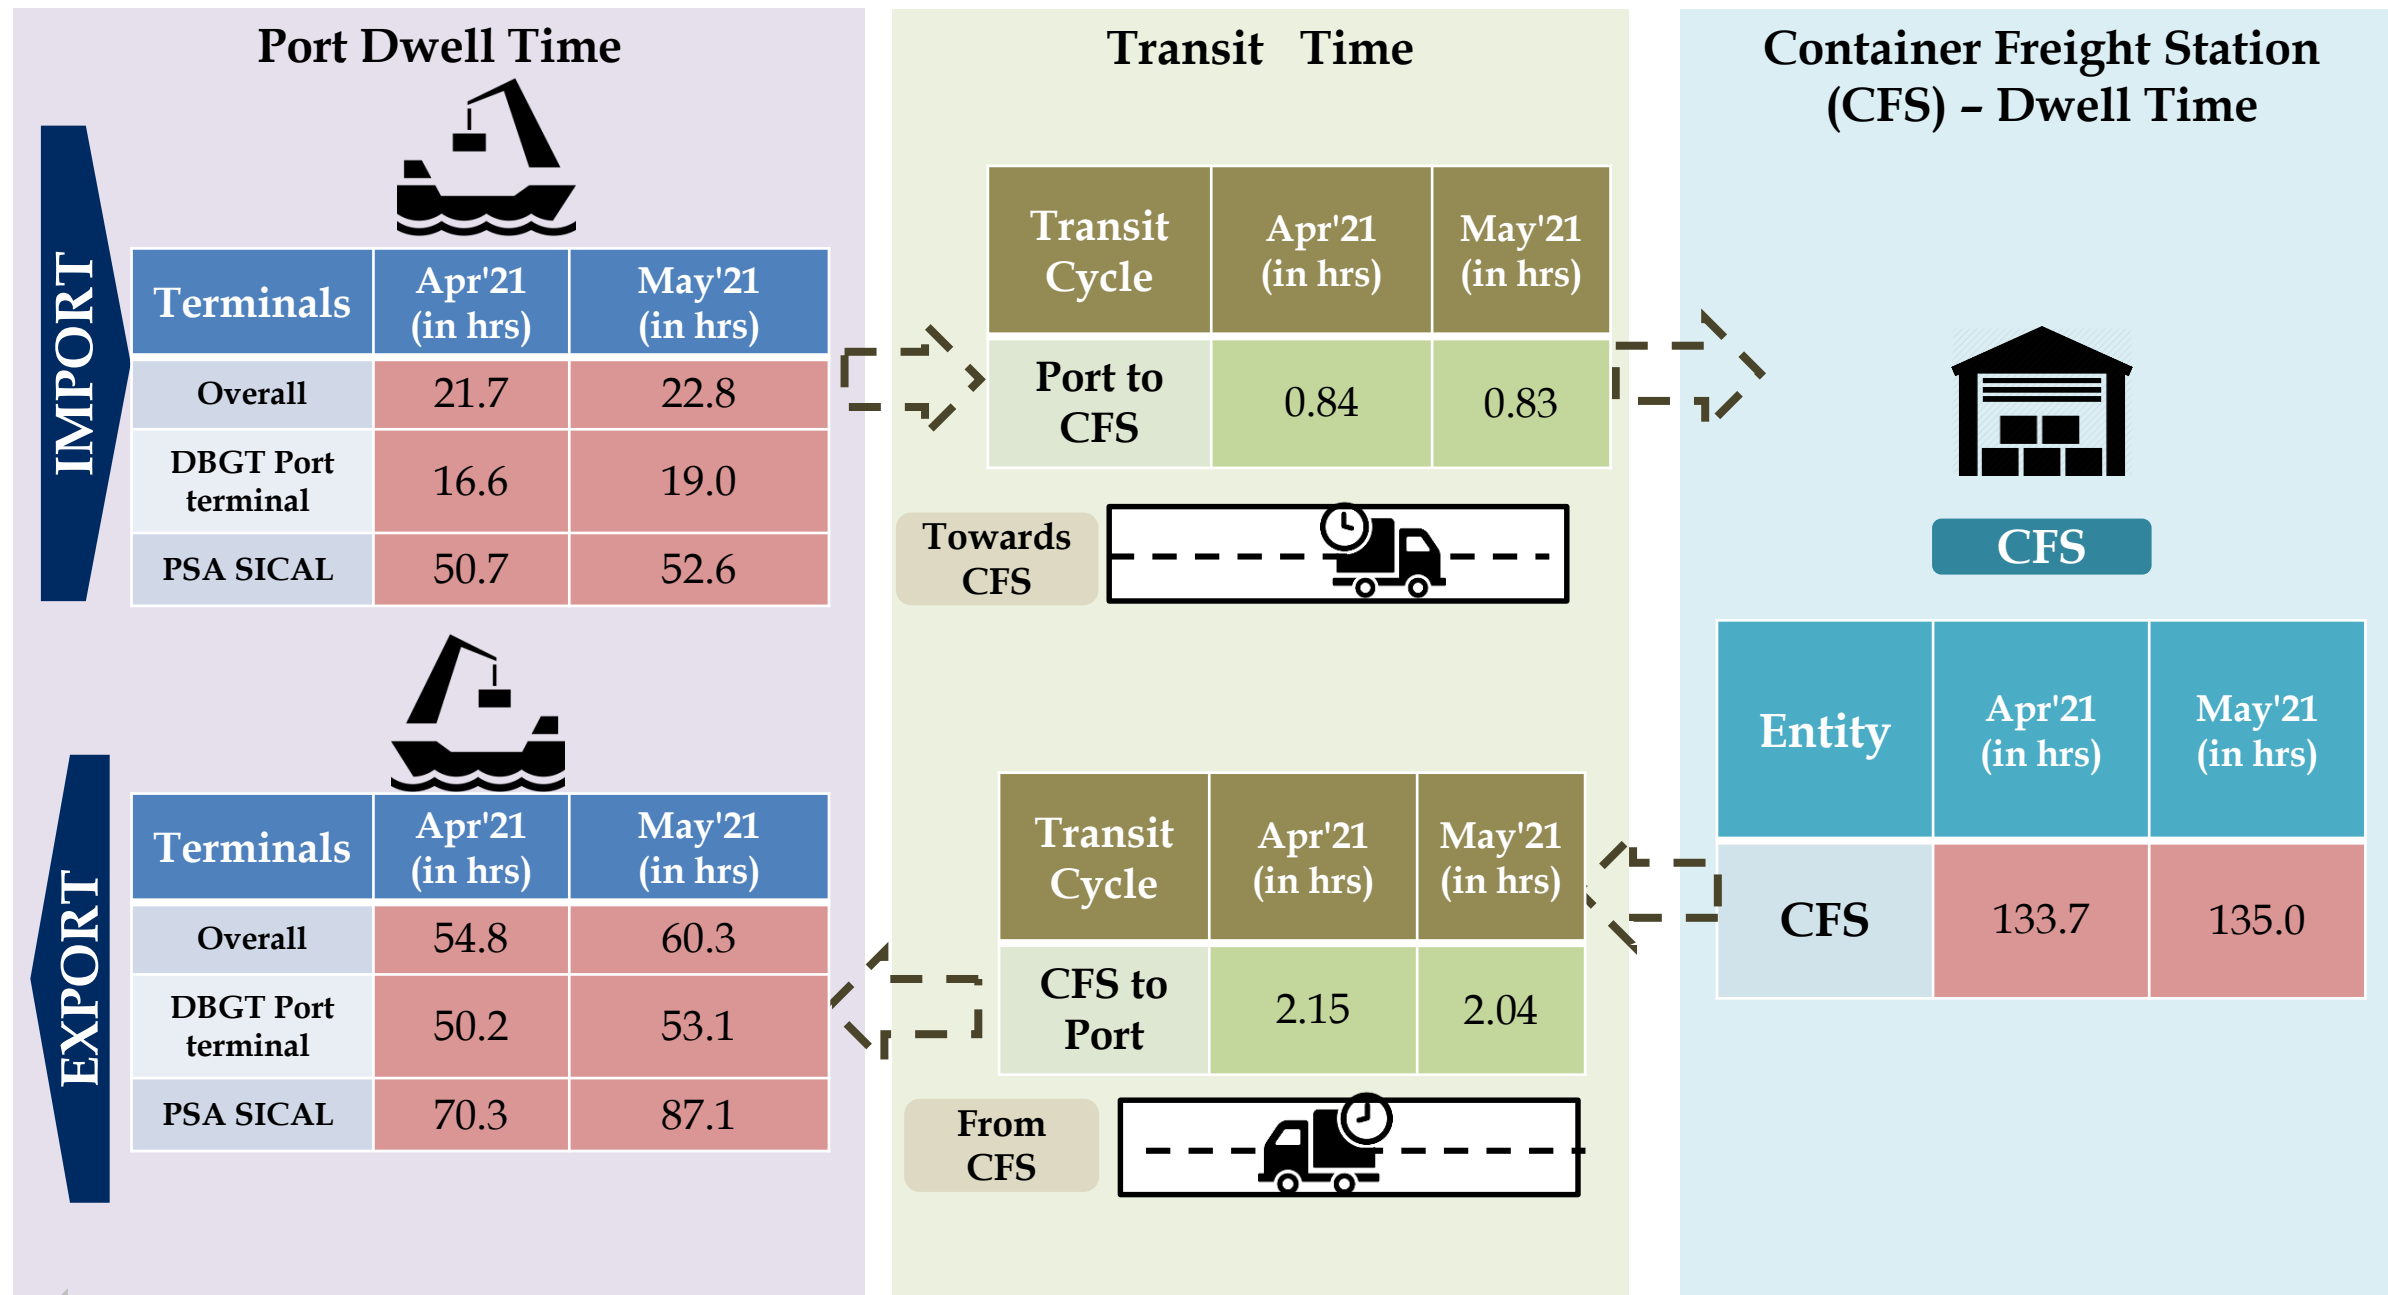 Port Dwell Time
IMPORT
Terminals Apr'21 (in hrs) May'21 (in hrs)
Overall 21.7 22.8
DBGT Port terminal 16.6 19.0
PSA SICAL 50.7 52.6
EXPORT
Terminals Apr'21 (in hrs) May'21 (in hrs)
Overall 54.8 60.3
DBGT Port terminal 50.2 53.1
PSA SICAL 70.3 87.1
Transit Time
Transit Cycle Apr'21 (in hrs) May'21 (in hrs)
Port to CFS 0.84 0.83
Towards
CFS
Transit Cycle Apr'21 (in hrs) May'21 (in hrs)
CFS to Port 2.15 2.04
From
CFS
Container Freight Station
(CFS) – Dwell Time
CFS
Entity Apr'21 (in hrs) May'21 (in hrs)
CFS 133.7 135.0